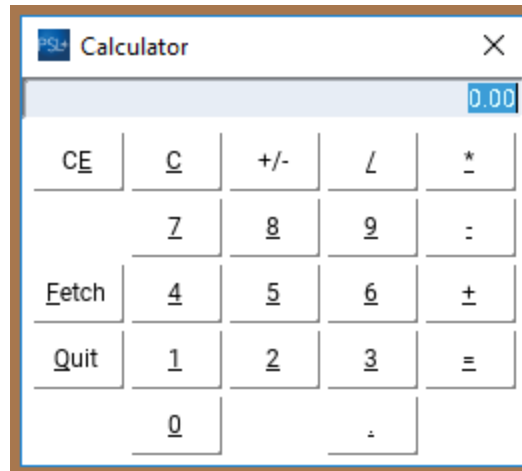 PSL+ Calculator
0.00
CE C +/- / *
7 8 9 -
Fetch 4 5 6 +
Quit 1 2 3 =
0 .